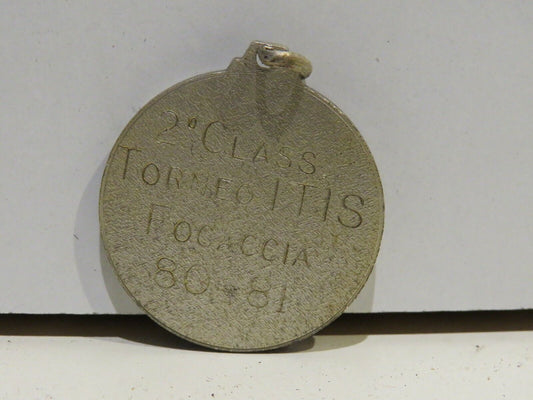 2° CLASS.
TORNEO ITIS
FOCACCIA
80-81